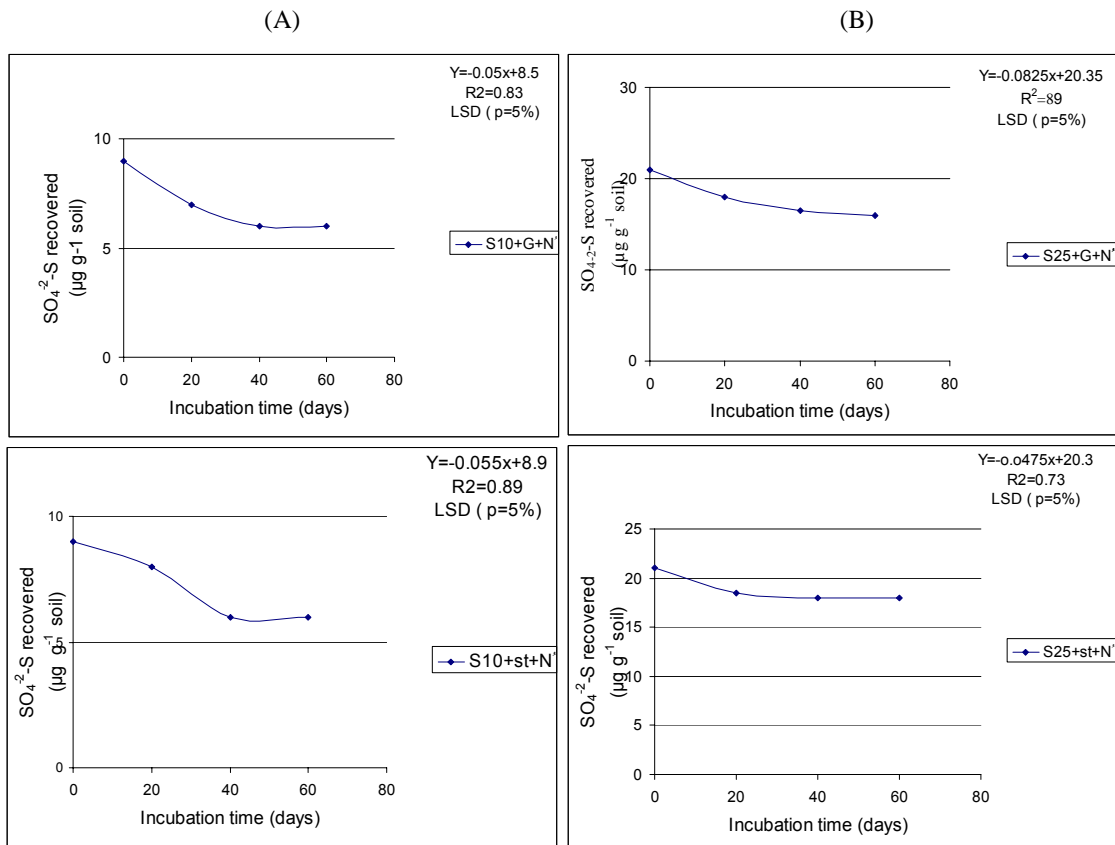 (A)
(B)
Y=-0.05x+8.5
R2=0.83
LSD ( p=5%)
10
5
0
SO₄⁻²-S recovered
(µg g-1 soil)
0 20 40 60 80
Incubation time (days)
S10+G+N*
Y=-0.0825x+20.35
R²=89
LSD ( p=5%)
30
20
10
0
SO₄₋₂-S recovered
(µg g⁻¹ soil)
0 20 40 60 80
Incubation time (days)
S25+G+N*
Y=-0.055x+8.9
R2=0.89
LSD ( p=5%)
10
5
0
SO₄⁻²-S recovered
(µg g⁻¹ soil)
0 20 40 60 80
Incubation time (days)
S10+st+N*
Y=-o.o475x+20.3
R2=0.73
LSD ( p=5%)
25
20
15
10
5
0
SO₄⁻²-S recovered
(µg g⁻¹ soil)
0 20 40 60 80
Incubation time (days)
S25+st+N*